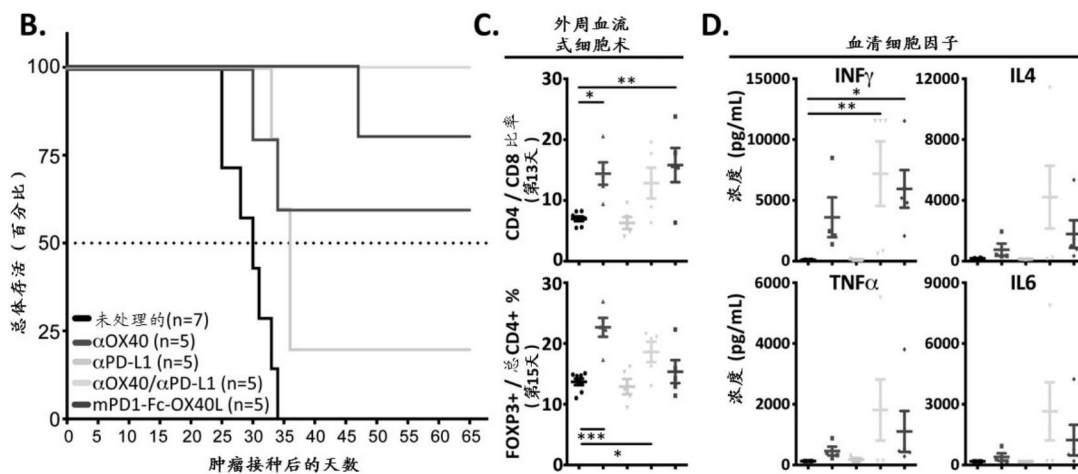 B.
总体存活 (百分比)
100
75
50
25
0
未处理的(n=7)
αOX40 (n=5)
αPD-L1 (n=5)
αOX40/αPD-L1 (n=5)
mPD1-Fc-OX40L (n=5)
0 5 10 15 20 25 30 35 40 45 50 55 60 65
肿瘤接种后的天数
C.
外周血流
式细胞术
CD4 / CD8 比率
(第13天)
30
20
10
0
*
**
FOXP3+ / 总CD4+ %
(第15天)
30
20
10
0
***
*
D.
血清细胞因子
INFγ
浓度 (pg/mL)
15000
10000
5000
0
*
**
IL4
12000
8000
4000
0
TNFα
浓度 (pg/mL)
6000
4000
2000
0
IL6
9000
6000
3000
0